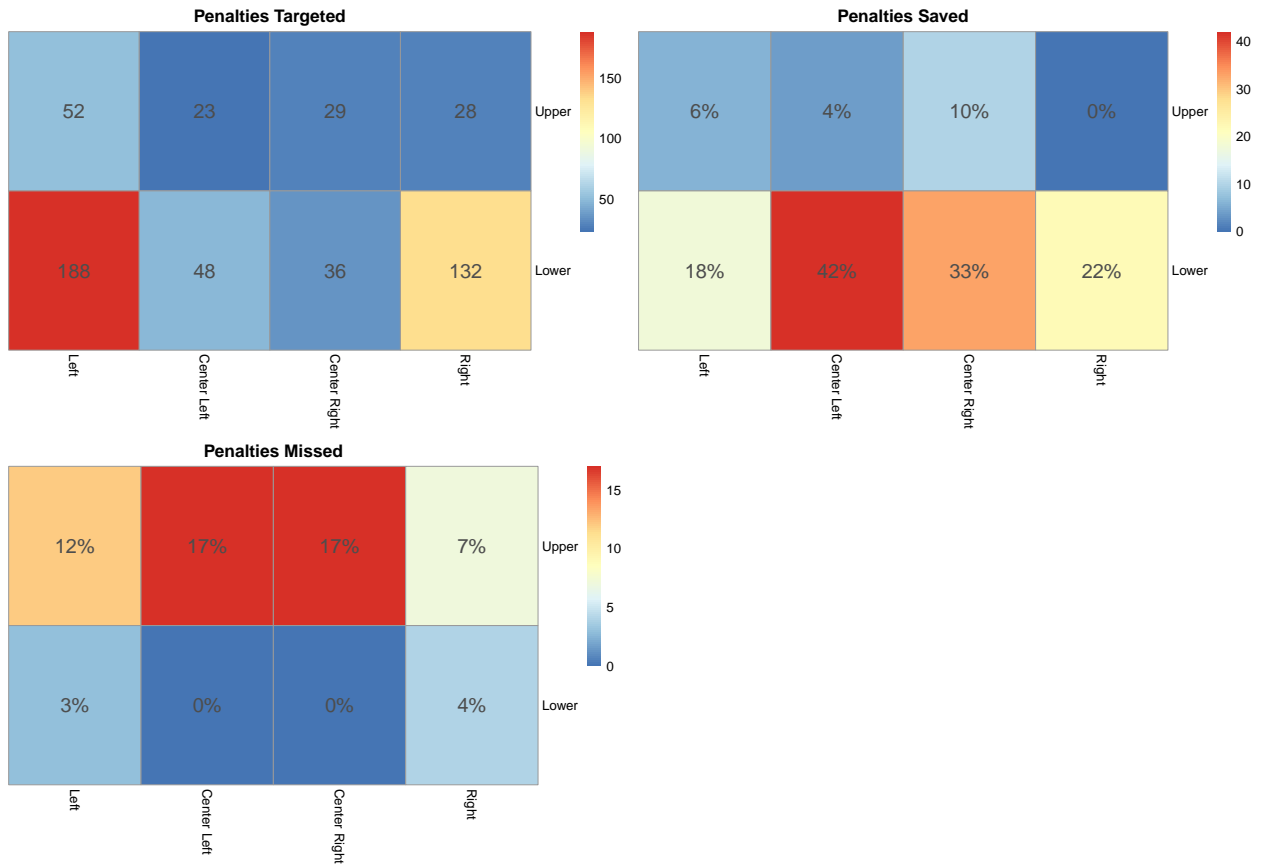 Penalties Targeted
52 23 29 28 Upper
188 48 36 132 Lower
Left Center Left Center Right Right
150
100
50
Penalties Saved
6% 4% 10% 0% Upper
18% 42% 33% 22% Lower
Left Center Left Center Right Right
40
30
20
10
0
Penalties Missed
12% 17% 17% 7% Upper
3% 0% 0% 4% Lower
Left Center Left Center Right Right
15
10
5
0